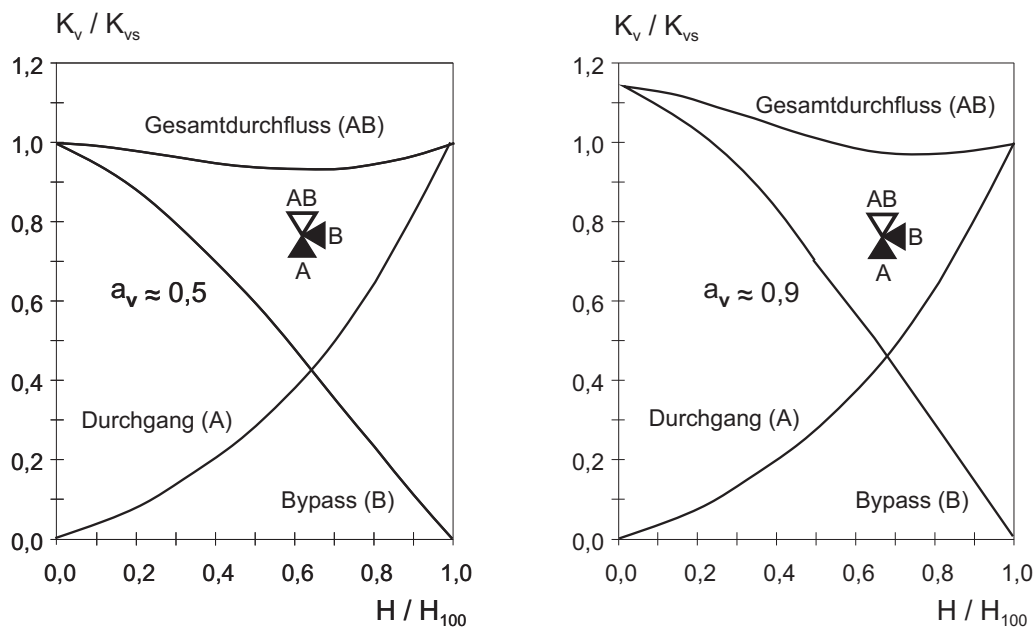 K_v / K_vs
1,2
1,0
0,8
0,6
0,4
0,2
0,0
Gesamtdurchfluss (AB)
AB
B
A
a_v ≈ 0,5
Durchgang (A)
Bypass (B)
0,0 0,2 0,4 0,6 0,8 1,0
H / H_100
K_v / K_vs
1,2
1,0
0,8
0,6
0,4
0,2
0,0
Gesamtdurchfluss (AB)
AB
B
A
a_v ≈ 0,9
Durchgang (A)
Bypass (B)
0,0 0,2 0,4 0,6 0,8 1,0
H / H_100